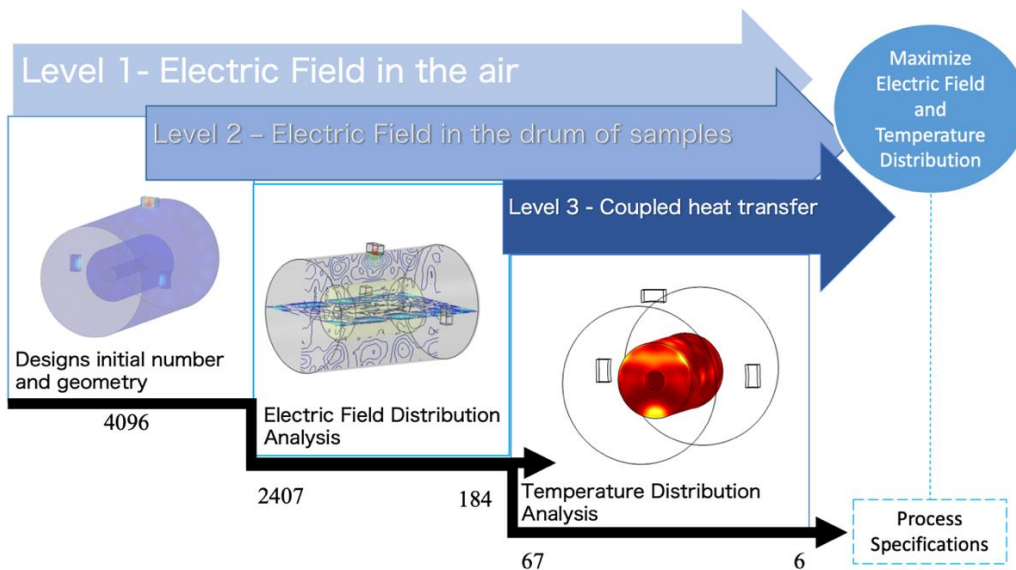 Level 1- Electric Field in the air
Maximize
Electric Field
and
Temperature
Distribution
Level 2 – Electric Field in the drum of samples
Level 3 - Coupled heat transfer
Designs initial number
and geometry
4096
Electric Field Distribution
Analysis
2407
184
Temperature Distribution
Analysis
67
6
Process
Specifications